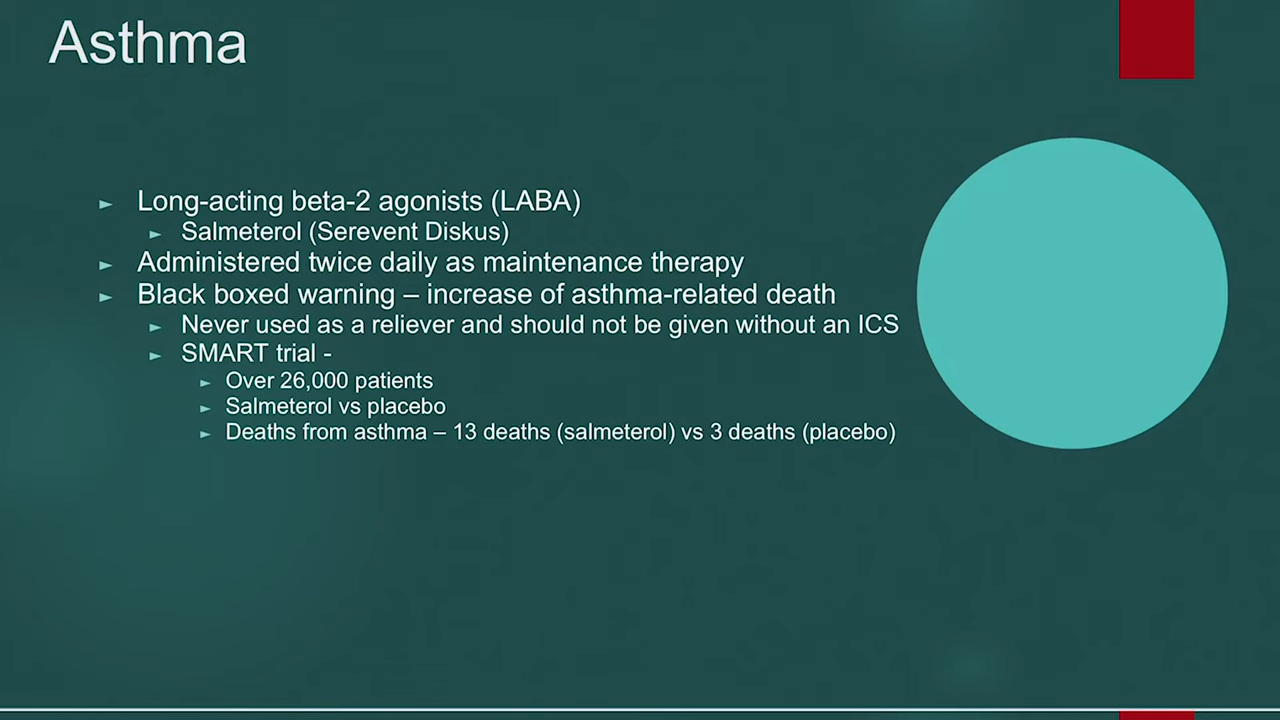 Asthma
Long-acting beta-2 agonists (LABA)
Salmeterol (Serevent Diskus)
Administered twice daily as maintenance therapy
Black boxed warning – increase of asthma-related death
Never used as a reliever and should not be given without an ICS
SMART trial -
Over 26,000 patients
Salmeterol vs placebo
Deaths from asthma – 13 deaths (salmeterol) vs 3 deaths (placebo)